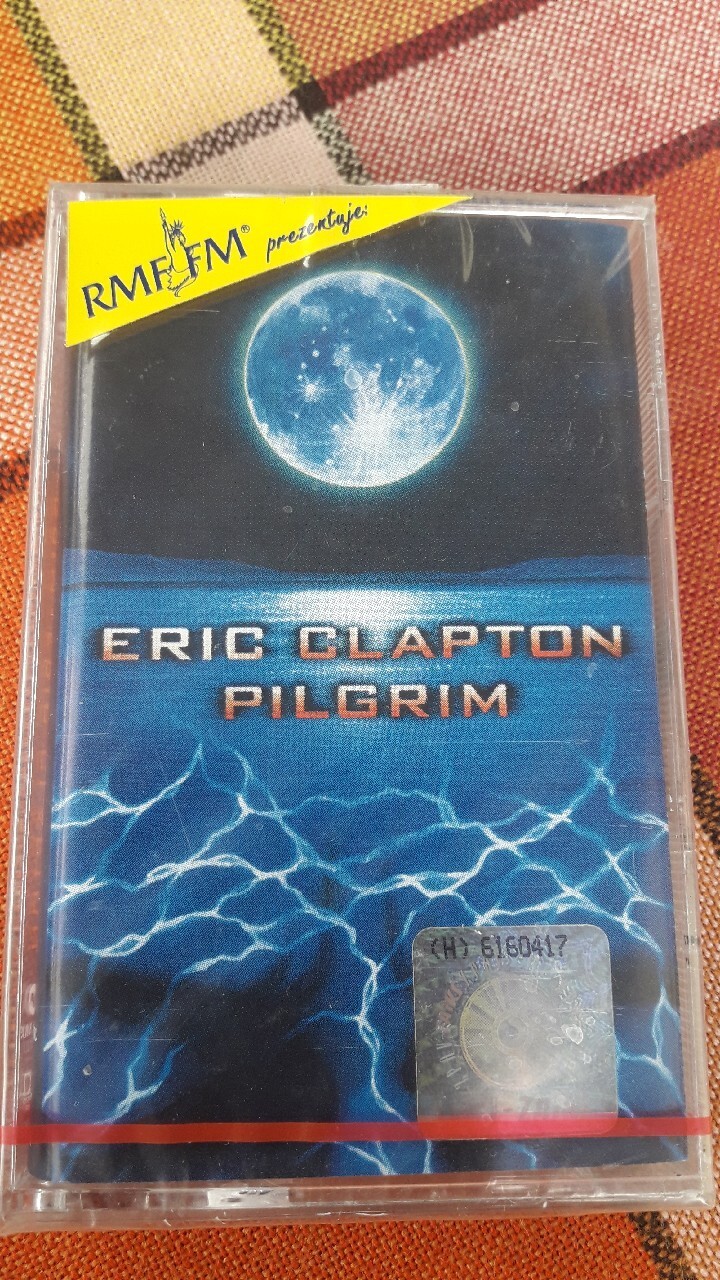 RMF FM® prezentuje:
ERIC CLAPTON
PILGRIM
(H) 6160417